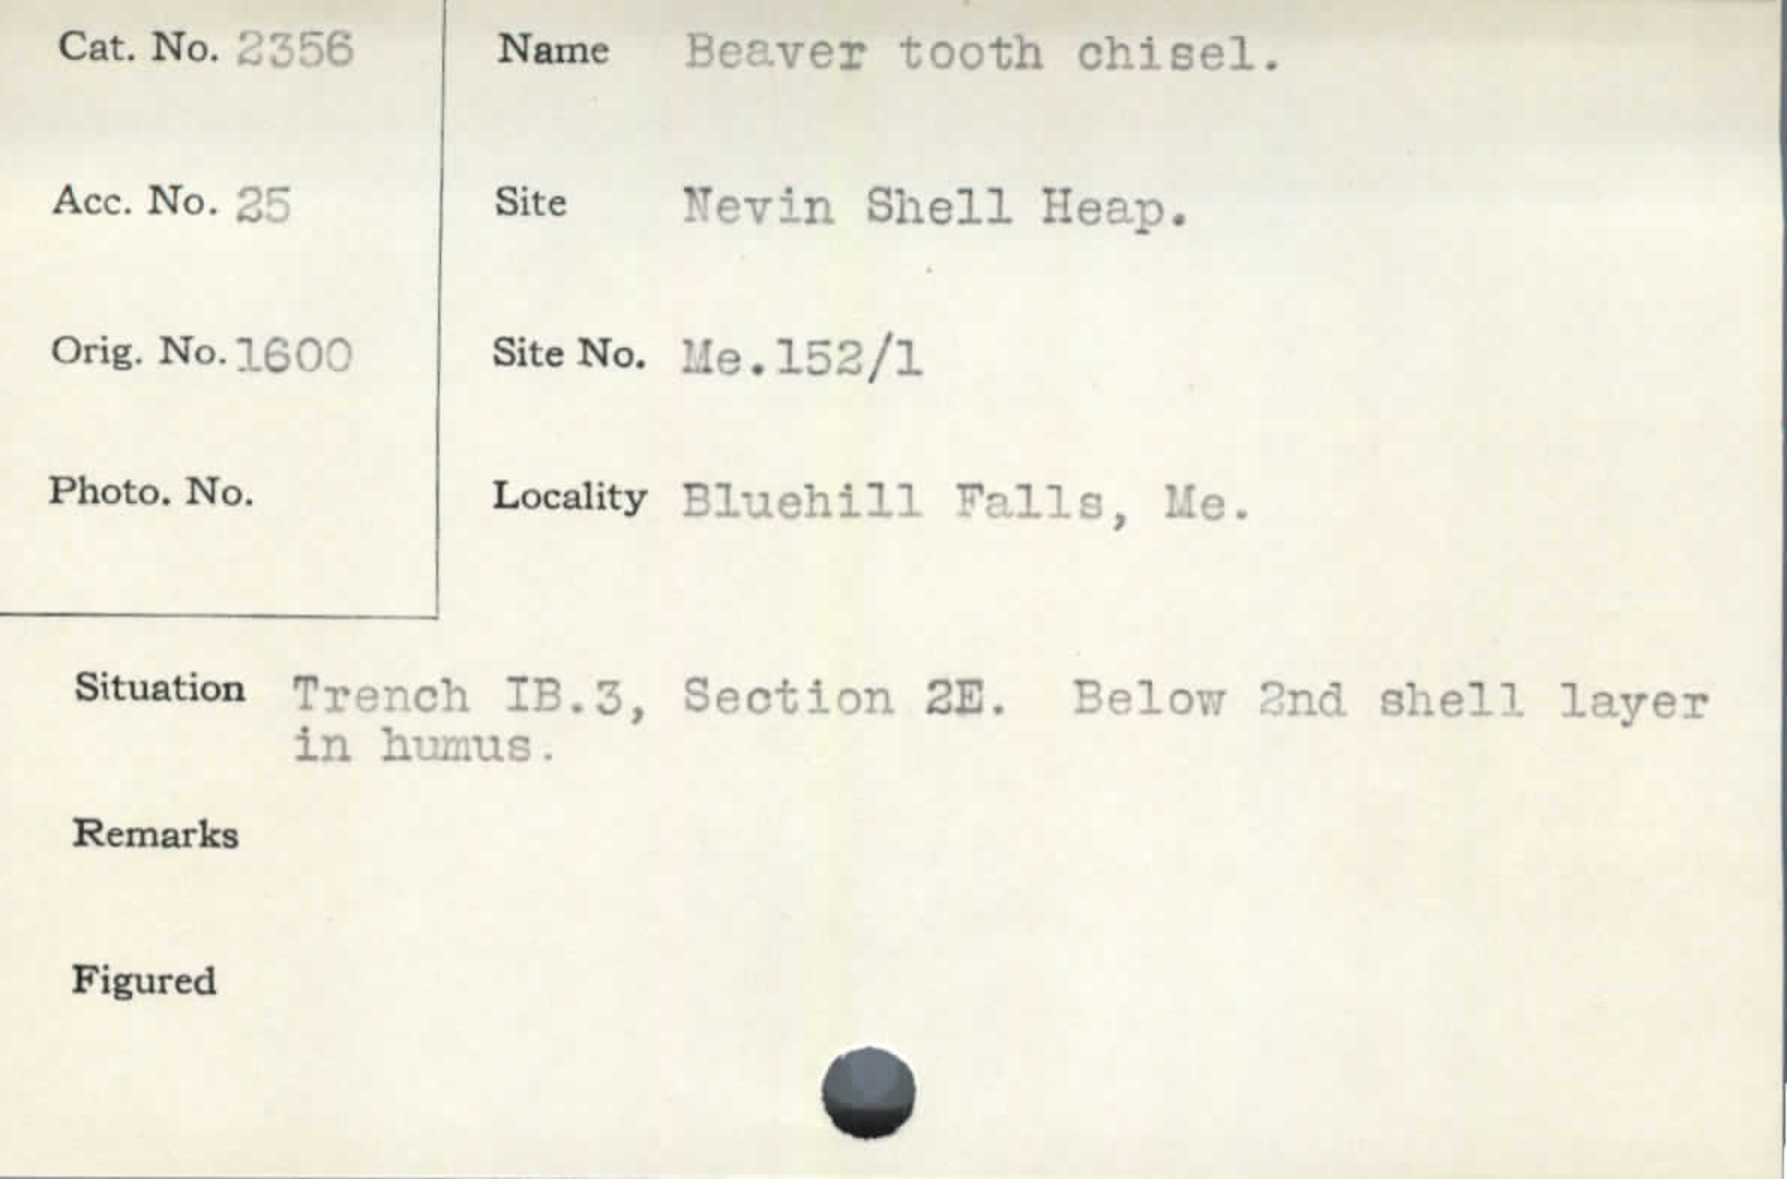 Cat. No. 2356
Name Beaver tooth chisel.
Acc. No. 25
Site Nevin Shell Heap.
Orig. No. 1600
Site No. Me.152/1
Photo. No.
Locality Bluehill Falls, Me.
Situation Trench IB.3, Section 2E. Below 2nd shell layer
in humus.
Remarks
Figured